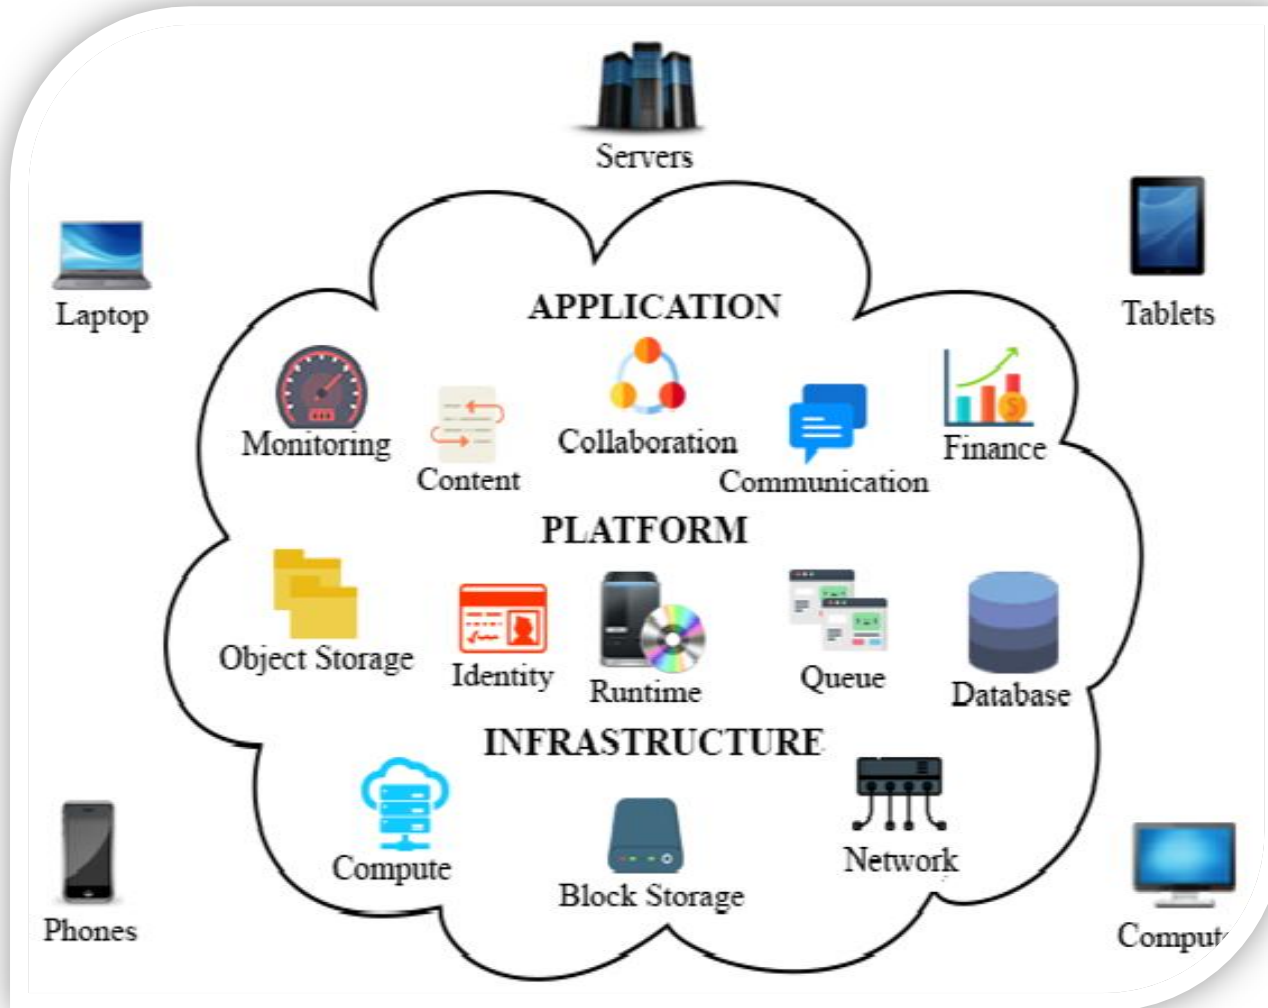 Servers
Laptop
Tablets
APPLICATION
Monitoring
Content
Collaboration
Communication
Finance
PLATFORM
Object Storage
Identity
Runtime
Queue
Database
INFRASTRUCTURE
Compute
Block Storage
Network
Phones
Compute